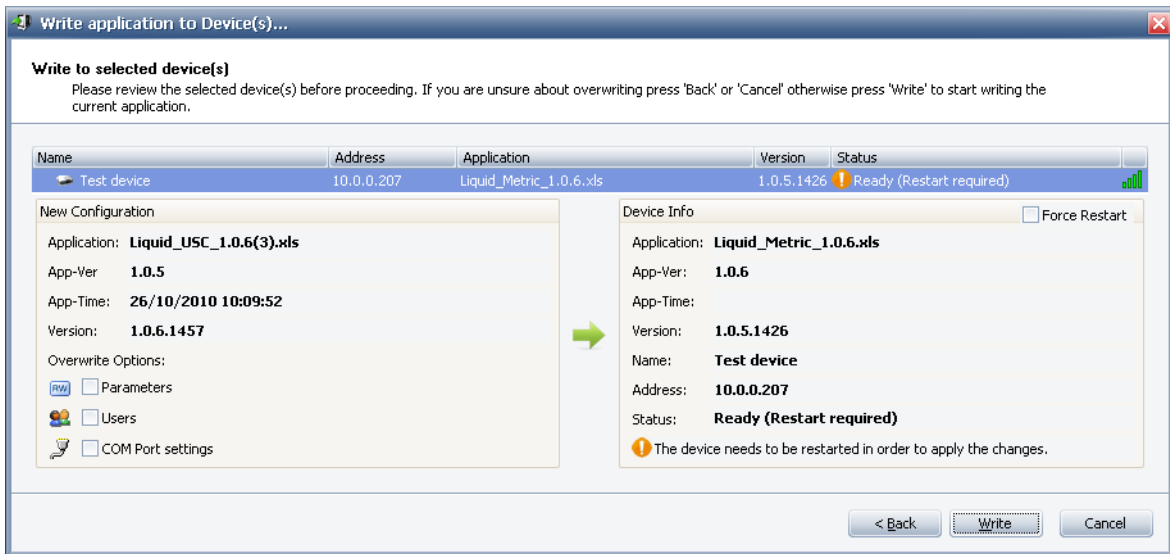 Write application to Device(s)...
Write to selected device(s)
Please review the selected device(s) before proceeding. If you are unsure about overwriting press 'Back' or 'Cancel' otherwise press 'Write' to start writing the
current application.
Name Address Application Version Status
Test device 10.0.0.207 Liquid_Metric_1.0.6.xls 1.0.5.1426 Ready (Restart required)
New Configuration
Application: Liquid_USC_1.0.6(3).xls
App-Ver 1.0.5
App-Time: 26/10/2010 10:09:52
Version: 1.0.6.1457
Overwrite Options:
RW Parameters
Users
COM Port settings
Device Info Force Restart
Application: Liquid_Metric_1.0.6.xls
App-Ver: 1.0.6
App-Time:
Version: 1.0.5.1426
Name: Test device
Address: 10.0.0.207
Status: Ready (Restart required)
The device needs to be restarted in order to apply the changes.
< Back Write Cancel